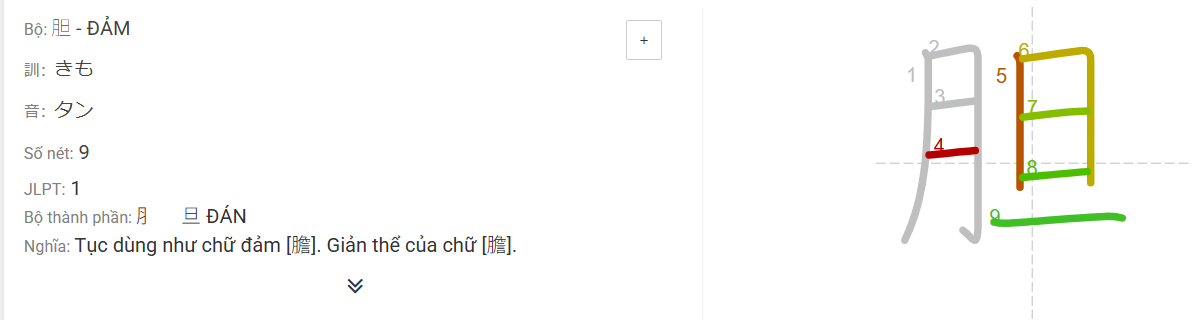 Bộ: 胆 - ĐẢM
+
訓: きも
音: タン
Số nét: 9
JLPT: 1
Bộ thành phần: ⺼ 旦 ĐÁN
Nghĩa: Tục dùng như chữ đảm [膽]. Giản thể của chữ [膽].
胆
1
2
3
4
5
6
7
8
9